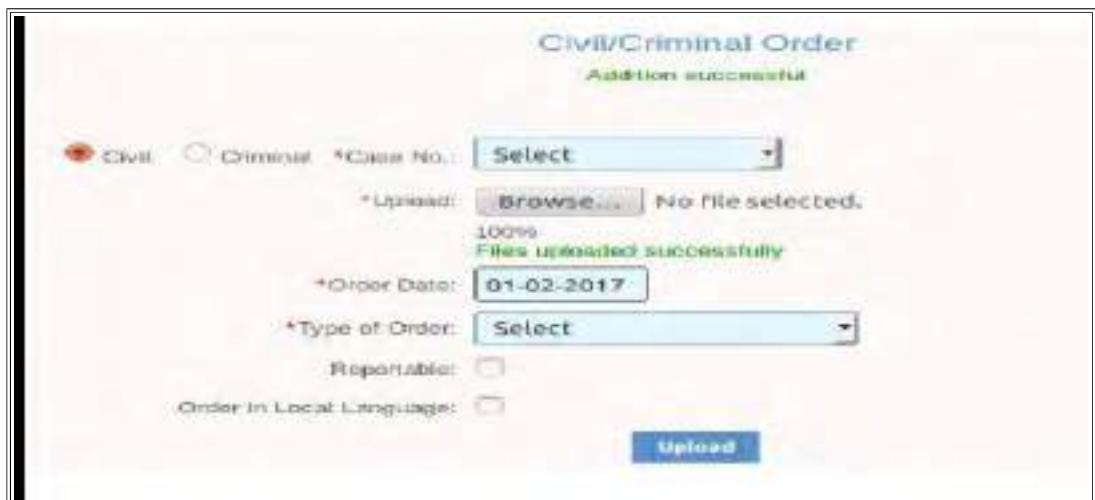 Civil/Criminal Order
Addition successful
Civil Criminal *Case No.: Select
*Upload: Browse... No file selected.
100%
Files uploaded successfully
*Order Date: 01-02-2017
*Type of Order: Select
Reportable:
Order in Local Language:
Upload